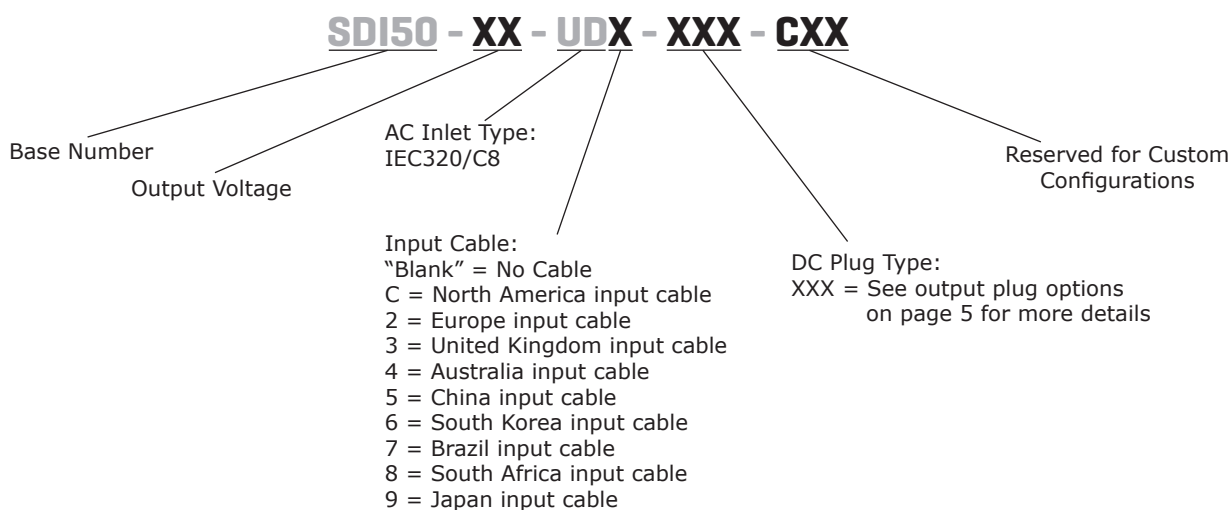 SDI50 - XX - UDX - XXX - CXX
Base Number
Output Voltage
AC Inlet Type:
IEC320/C8
Input Cable:
“Blank” = No Cable
C = North America input cable
2 = Europe input cable
3 = United Kingdom input cable
4 = Australia input cable
5 = China input cable
6 = South Korea input cable
7 = Brazil input cable
8 = South Africa input cable
9 = Japan input cable
DC Plug Type:
XXX = See output plug options
on page 5 for more details
Reserved for Custom
Configurations